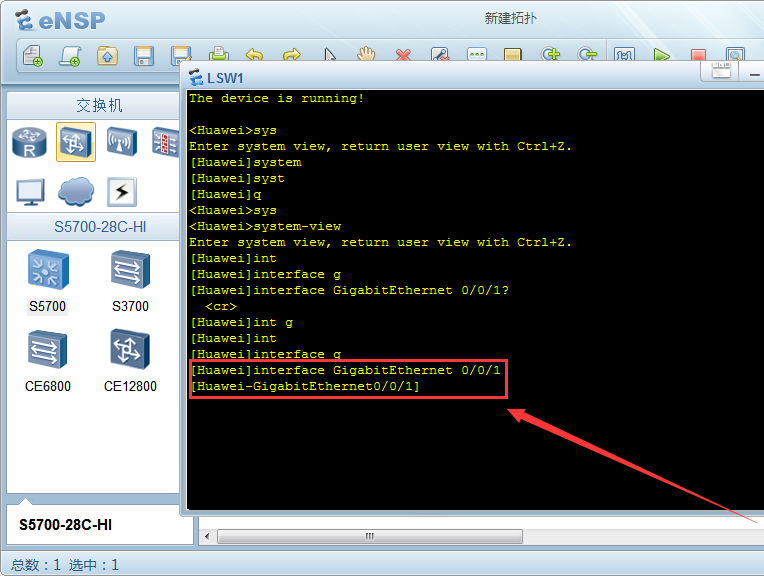 eNSP
新建拓扑
交换机
R
S5700-28C-HI
S5700
S3700
CE6800
CE12800
S5700-28C-HI
总数：1 选中：1
LSW1
The device is running!
<Huawei>sys
Enter system view, return user view with Ctrl+Z.
[Huawei]system
[Huawei]syst
[Huawei]q
<Huawei>sys
<Huawei>system-view
Enter system view, return user view with Ctrl+Z.
[Huawei]int
[Huawei]interface g
[Huawei]interface GigabitEthernet 0/0/1?
  <cr>
[Huawei]int g
[Huawei]int
[Huawei]interface g
[Huawei]interface GigabitEthernet 0/0/1
[Huawei-GigabitEthernet0/0/1]